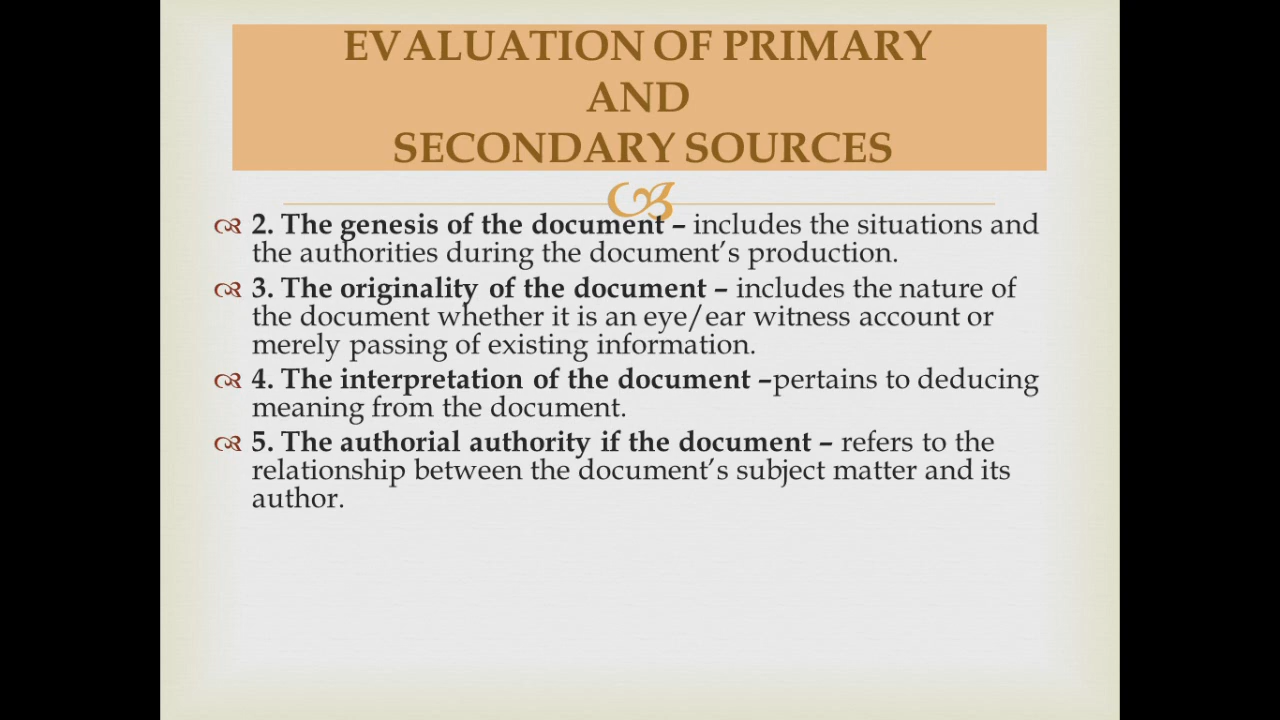 EVALUATION OF PRIMARY
AND
SECONDARY SOURCES
2. The genesis of the document – includes the situations and
the authorities during the document’s production.
3. The originality of the document – includes the nature of
the document whether it is an eye/ear witness account or
merely passing of existing information.
4. The interpretation of the document –pertains to deducing
meaning from the document.
5. The authorial authority if the document – refers to the
relationship between the document’s subject matter and its
author.